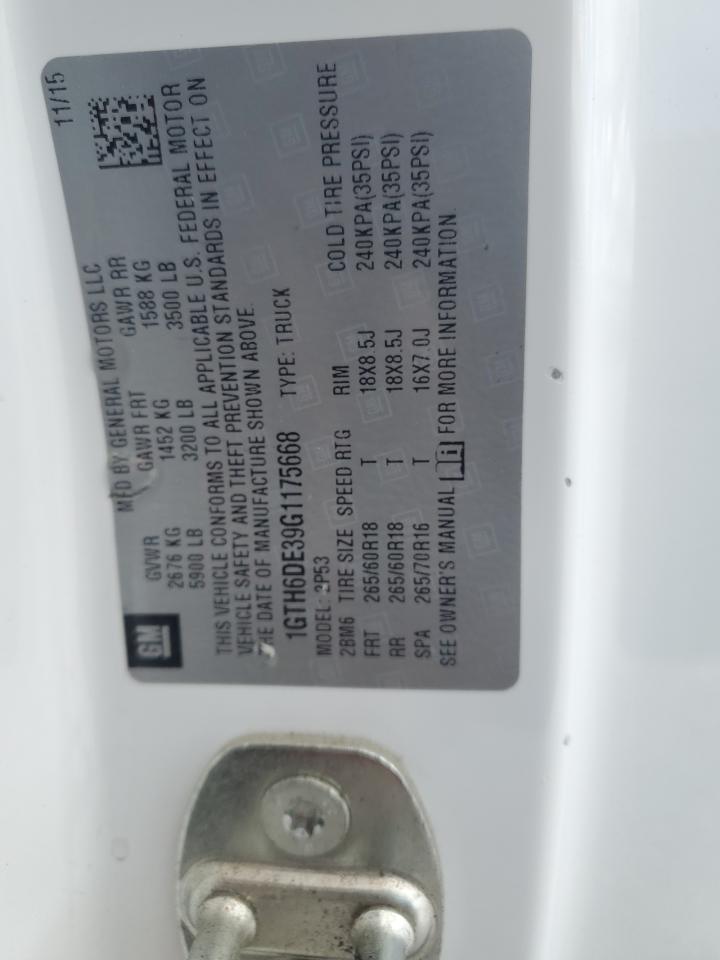 GM
MFD BY GENERAL MOTORS LLC 11/15
GVWR GAWR FRT GAWR RR
2676 KG 1452 KG 1588 KG
5900 LB 3200 LB 3500 LB
THIS VEHICLE CONFORMS TO ALL APPLICABLE U.S. FEDERAL MOTOR
VEHICLE SAFETY AND THEFT PREVENTION STANDARDS IN EFFECT ON
THE DATE OF MANUFACTURE SHOWN ABOVE.
1GTH6DE39G1175668 TYPE: TRUCK
MODEL: 2P53
2BM6 TIRE SIZE SPEED RTG RIM COLD TIRE PRESSURE
FRT 265/60R18 T 18X8.5J 240KPA(35PSI)
RR 265/60R18 T 18X8.5J 240KPA(35PSI)
SPA 265/70R16 T 16X7.0J 240KPA(35PSI)
SEE OWNER'S MANUAL FOR MORE INFORMATION.